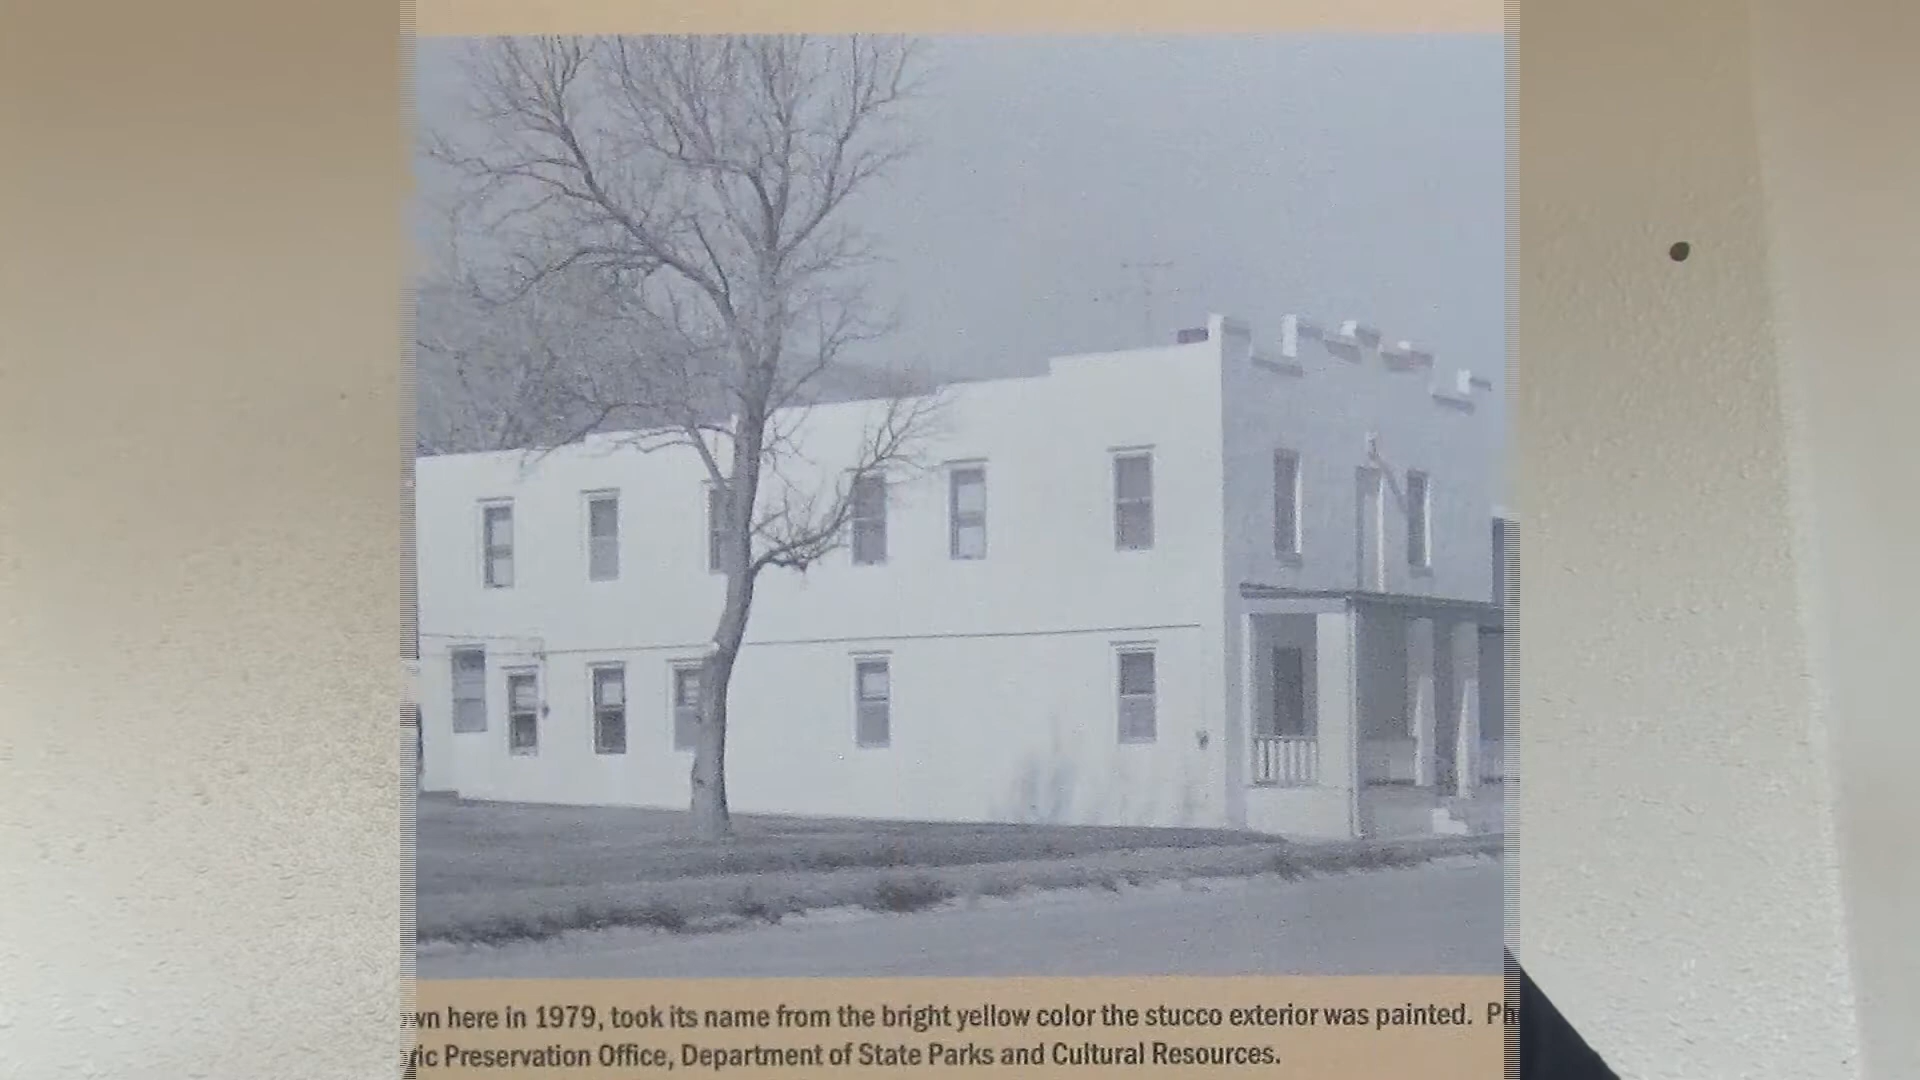 wn here in 1979, took its name from the bright yellow color the stucco exterior was painted. Ph
ric Preservation Office, Department of State Parks and Cultural Resources.